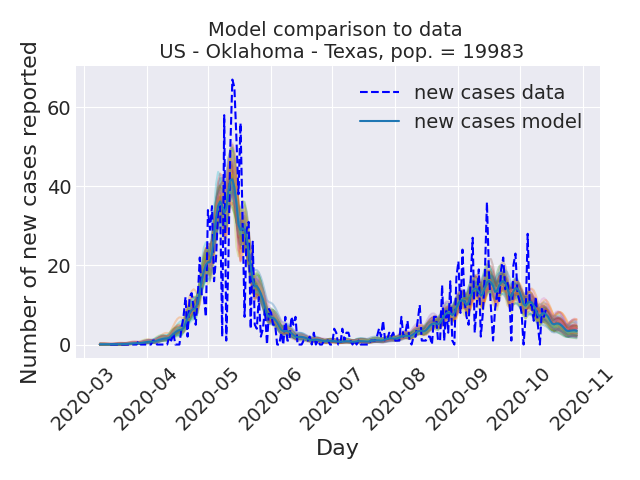 Model comparison to data
US - Oklahoma - Texas, pop. = 19983
Number of new cases reported
60
40
20
0
new cases data
new cases model
2020-03
2020-04
2020-05
2020-06
2020-07
2020-08
2020-09
2020-10
2020-11
Day